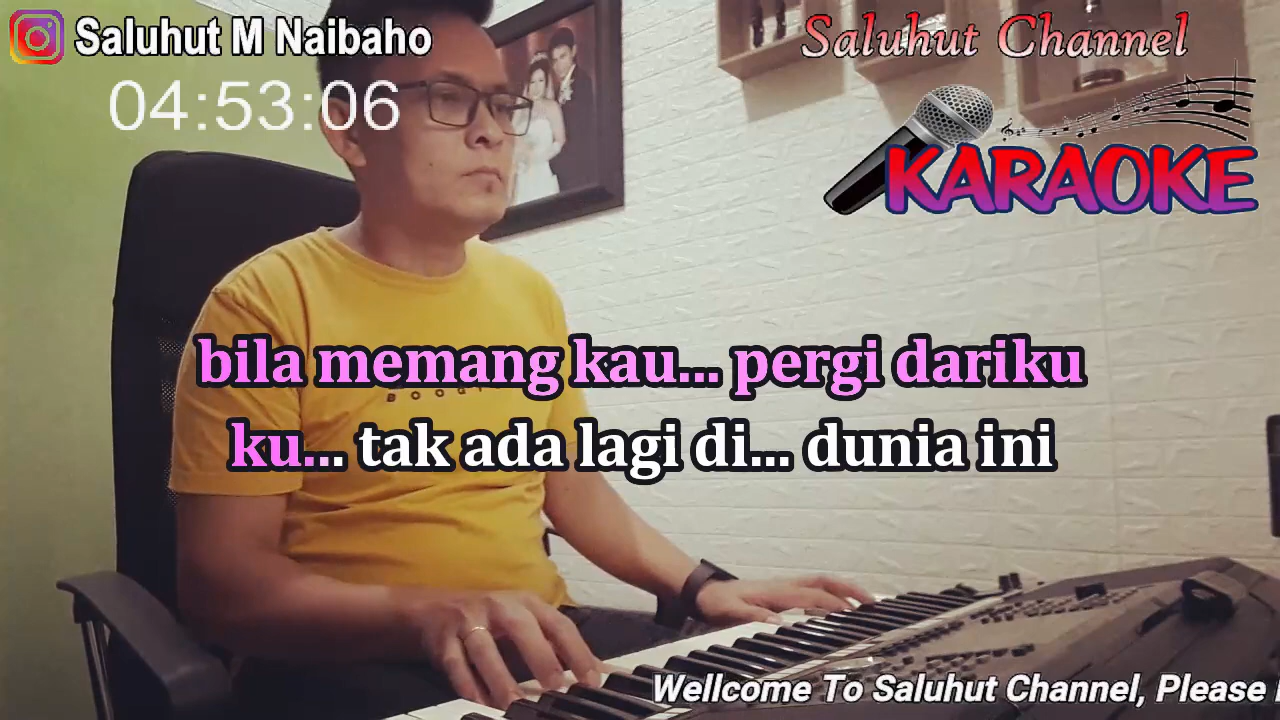 Saluhut M Naibaho
Saluhut Channel
04:53:06
KARAOKE
bila memang kau... pergi dariku
ku... tak ada lagi di... dunia ini
Wellcome To Saluhut Channel, Please